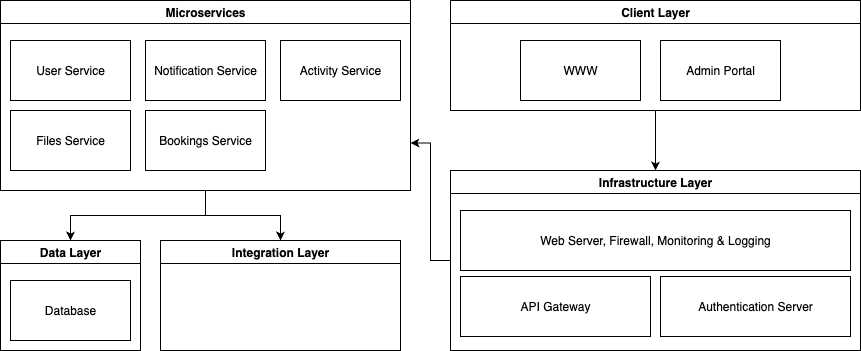 Microservices
User Service
Notification Service
Activity Service
Files Service
Bookings Service
Client Layer
WWW
Admin Portal
Infrastructure Layer
Web Server, Firewall, Monitoring & Logging
API Gateway
Authentication Server
Data Layer
Database
Integration Layer